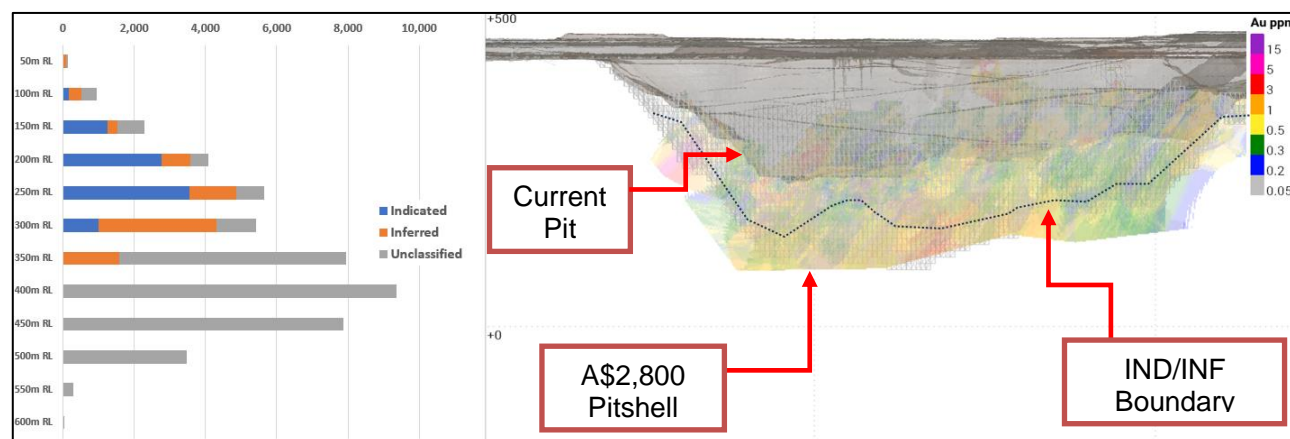 0 2,000 4,000 6,000 8,000 10,000
50m RL
100m RL
150m RL
200m RL
250m RL
300m RL
350m RL
400m RL
450m RL
500m RL
550m RL
600m RL
Indicated
Inferred
Unclassified
+500
+0
Current
Pit
A$2,800
Pitshell
IND/INF
Boundary
Au ppm
15
5
3
1
0.5
0.3
0.2
0.05